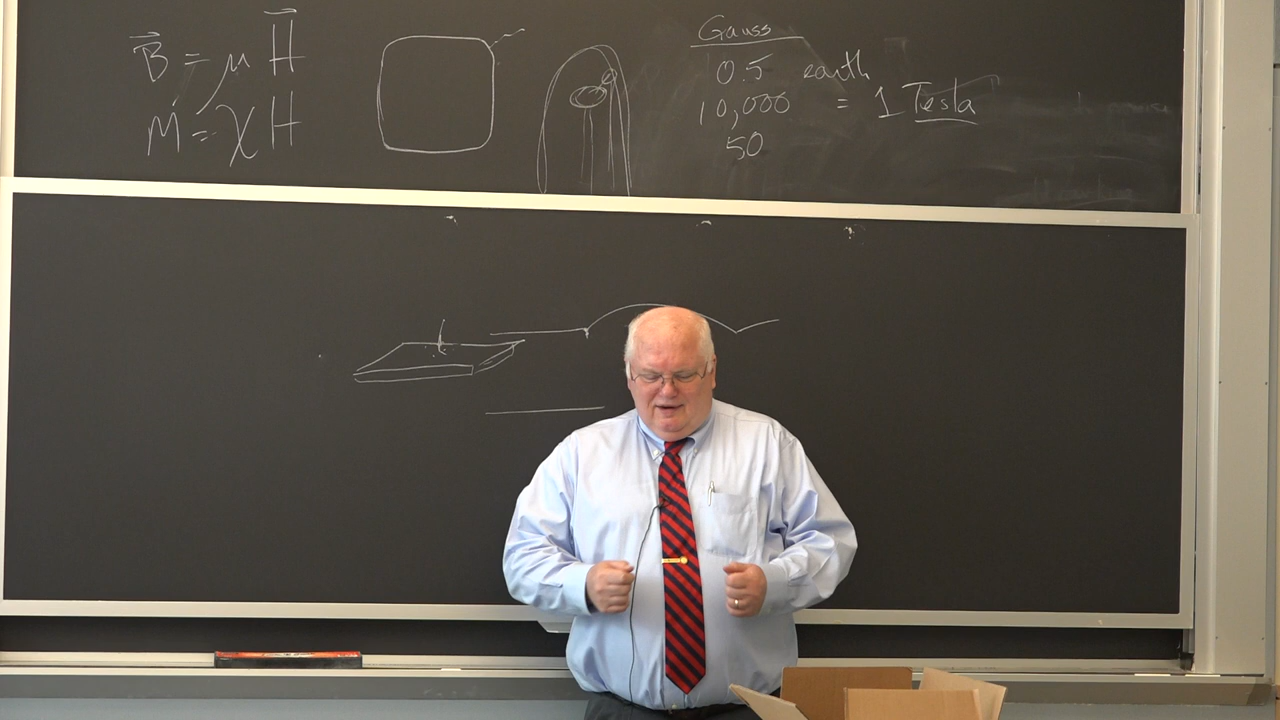 B⃗ = μ H⃗
M = χ H
Gauss
0.5 earth
10,000 = 1 Tesla
50